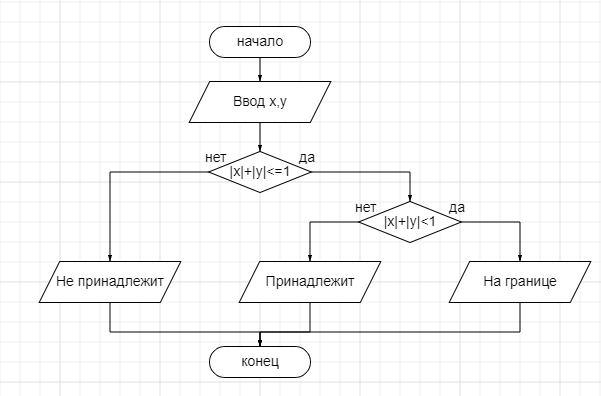 начало
Ввод x,y
нет
да
|x|+|y|<=1
нет
да
|x|+|y|<1
Не принадлежит
Принадлежит
На границе
конец